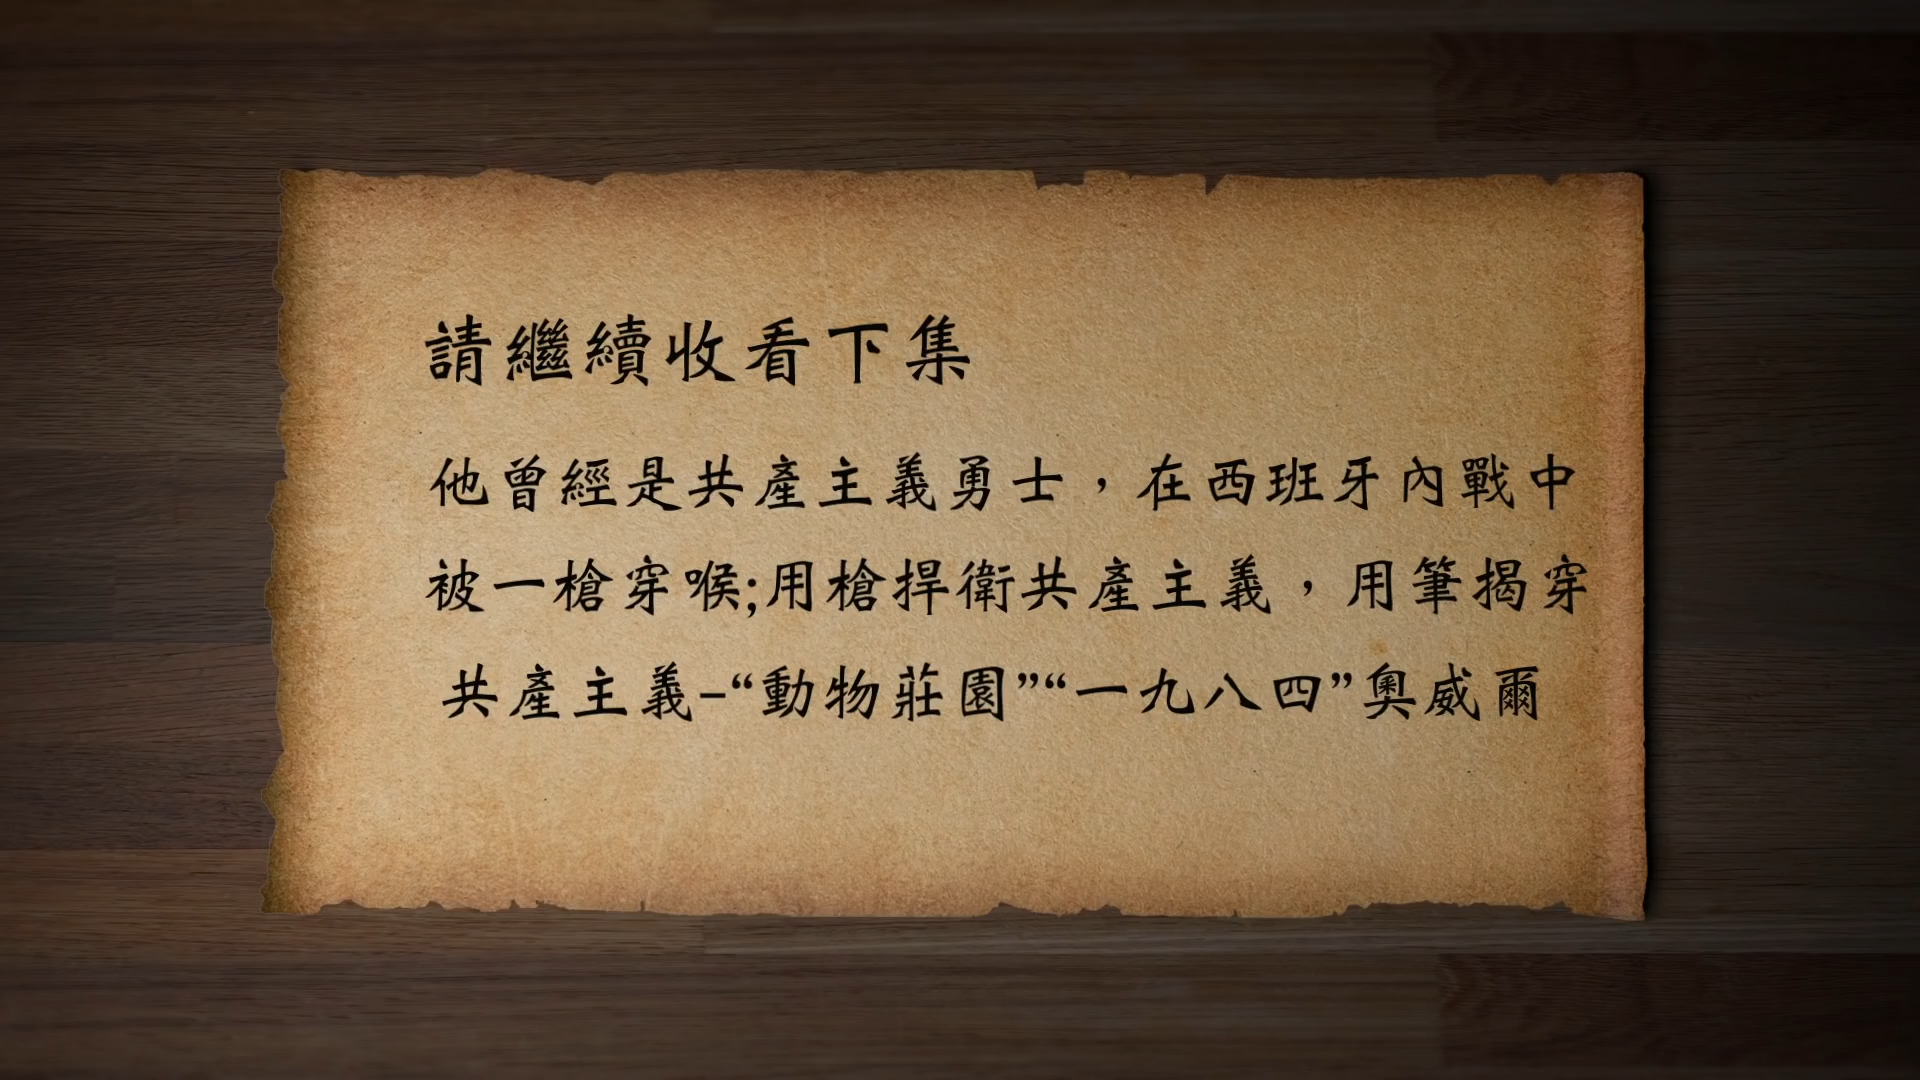 請繼續收看下集
他曾經是共產主義勇士，在西班牙內戰中
被一槍穿喉;用槍捍衛共產主義，用筆揭穿
共產主義–“動物莊園”“一九八四”奧威爾